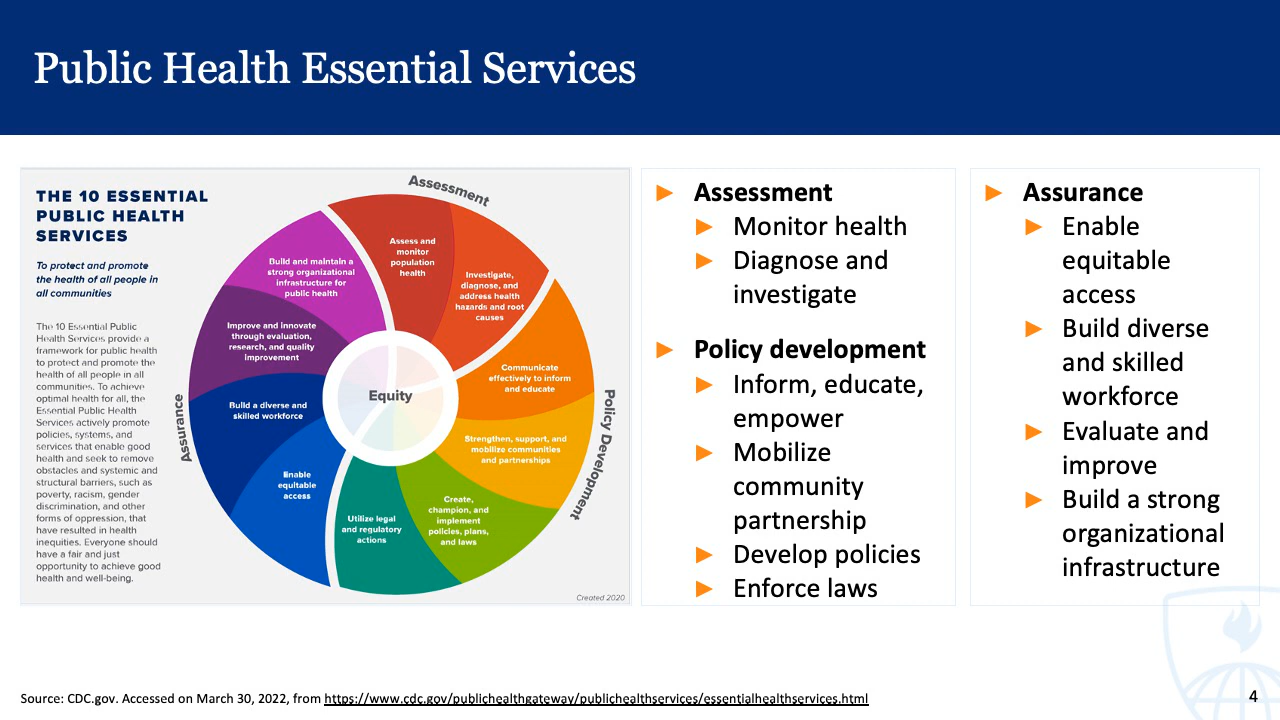 Public Health Essential Services
THE 10 ESSENTIAL
PUBLIC HEALTH
SERVICES
To protect and promote
the health of all people in
all communities
The 10 Essential Public
Health Services provide a
framework for public health
to protect and promote the
health of all people in all
communities. To achieve
optimal health for all, the
Essential Public Health
Services actively promote
policies, systems, and
services that enable good
health and seek to remove
obstacles and systemic and
structural barriers, such as
poverty, racism, gender
discrimination, and other
forms of oppression, that
have resulted in health
inequities. Everyone should
have a fair and just
opportunity to achieve good
health and well-being.
Assessment
Assess and
monitor
population
health
Investigate,
diagnose, and
address health
hazards and root
causes
Policy Development
Communicate
effectively to inform
and educate
Strengthen, support, and
mobilize communities
and partnerships
Create,
champion, and
implement
policies, plans,
and laws
Utilize legal
and regulatory
actions
Assurance
Enable
equitable
access
Build a diverse and
skilled workforce
Improve and innovate
through evaluation,
research, and quality
improvement
Build and maintain a
strong organizational
infrastructure for
public health
Equity
Created 2020
► Assessment
► Monitor health
► Diagnose and
investigate
► Policy development
► Inform, educate,
empower
► Mobilize
community
partnership
► Develop policies
► Enforce laws
► Assurance
► Enable
equitable
access
► Build diverse
and skilled
workforce
► Evaluate and
improve
► Build a strong
organizational
infrastructure
Source: CDC.gov. Accessed on March 30, 2022, from https://www.cdc.gov/publichealthgateway/publichealthservices/essentialhealthservices.html
4